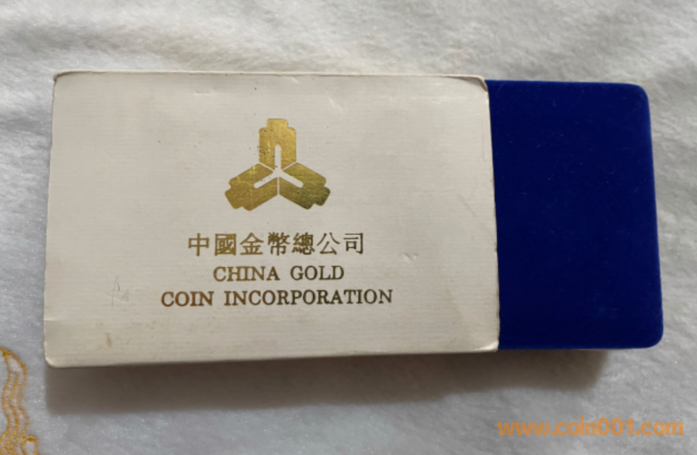 中國金幣總公司
CHINA GOLD
COIN INCORPORATION
www.coin001.com